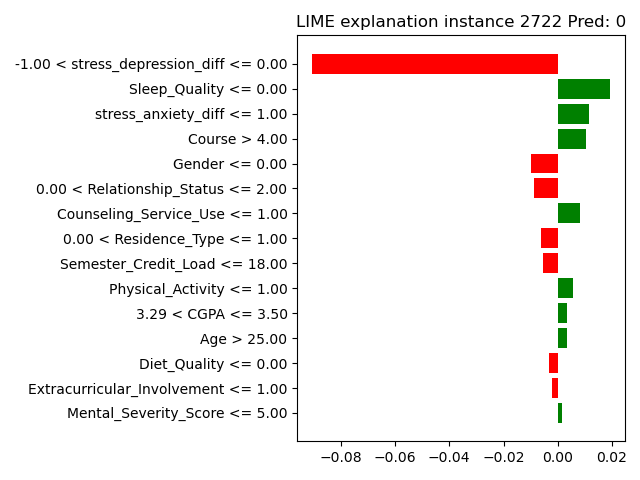 LIME explanation instance 2722 Pred: 0
-1.00 < stress_depression_diff <= 0.00
Sleep_Quality <= 0.00
stress_anxiety_diff <= 1.00
Course > 4.00
Gender <= 0.00
0.00 < Relationship_Status <= 2.00
Counseling_Service_Use <= 1.00
0.00 < Residence_Type <= 1.00
Semester_Credit_Load <= 18.00
Physical_Activity <= 1.00
3.29 < CGPA <= 3.50
Age > 25.00
Diet_Quality <= 0.00
Extracurricular_Involvement <= 1.00
Mental_Severity_Score <= 5.00
−0.08 −0.06 −0.04 −0.02 0.00 0.02